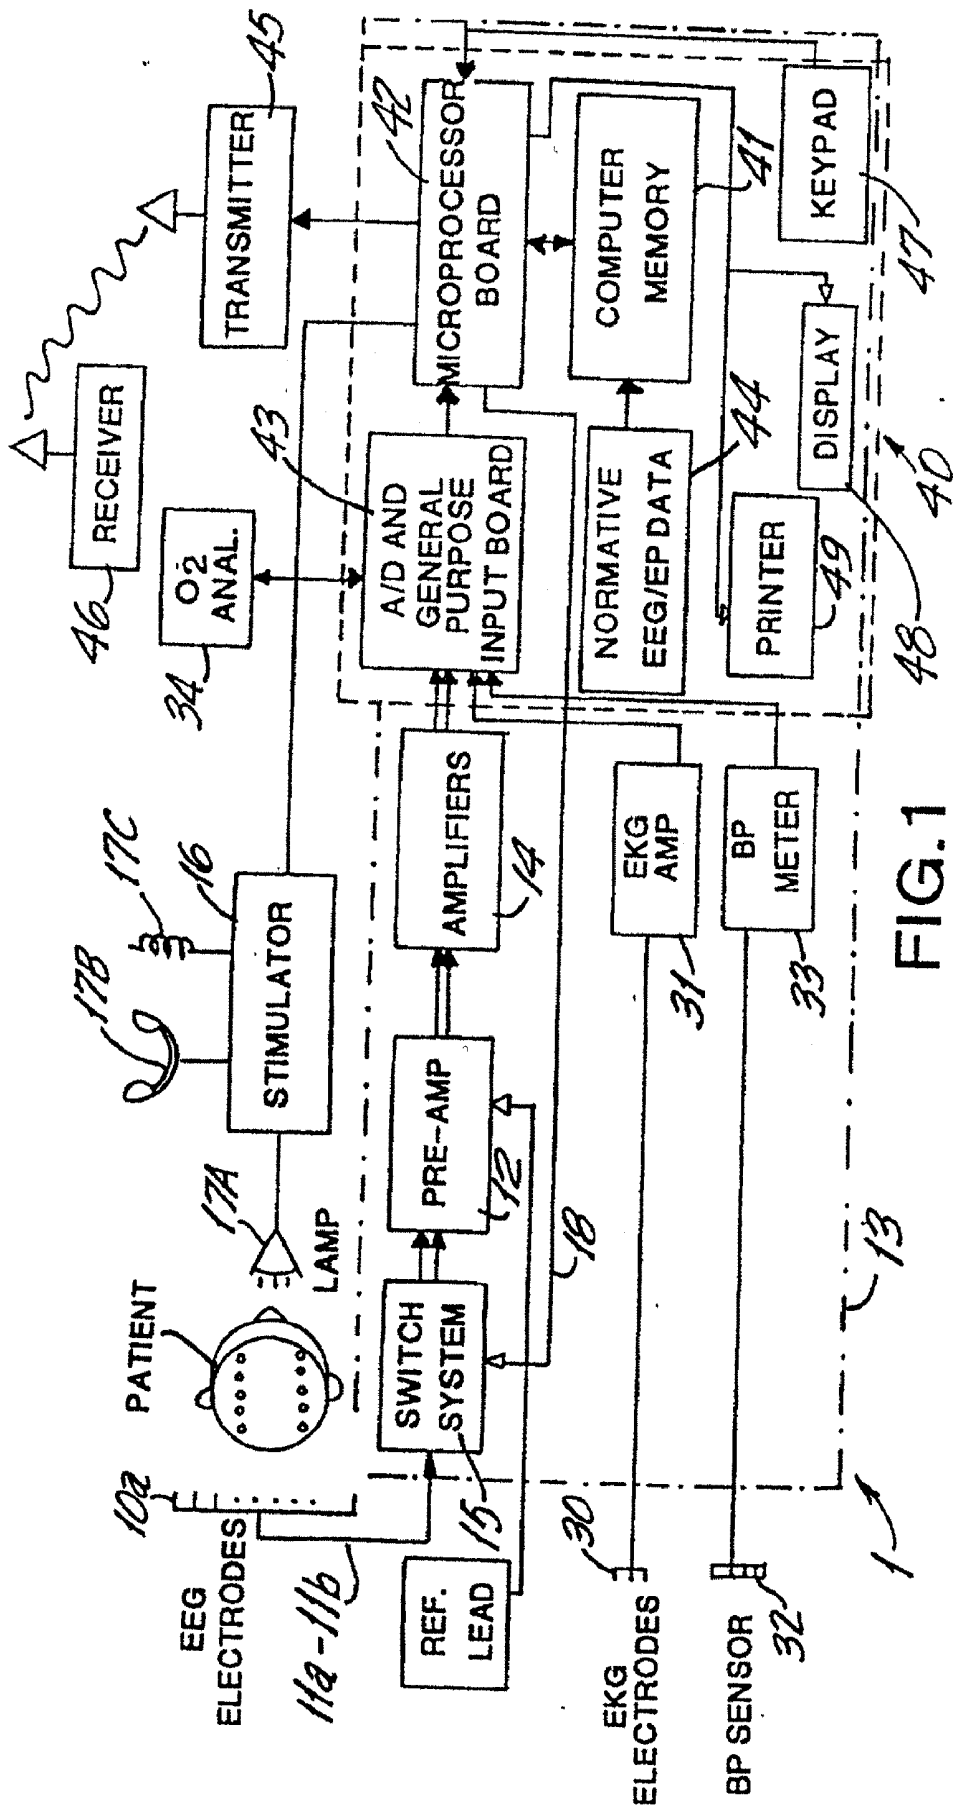 RECEIVER
46
O2
ANAL.
34
TRANSMITTER
45
17B
17C
16
STIMULATOR
17A
LAMP
PATIENT
10a
EEG
ELECTRODES
11a-11b
43
A/D AND
GENERAL
PURPOSE
INPUT BOARD
42
MICROPROCESSOR
BOARD
SWITCH
SYSTEM
15
PRE-AMP
12
AMPLIFIERS
14
REF.
LEAD
18
NORMATIVE
EEG/EP DATA
44
COMPUTER
MEMORY
41
EKG
ELECTRODES
30
EKG
AMP
31
BP SENSOR
32
BP
METER
33
PRINTER
49
DISPLAY
48
KEYPAD
47
40
13
1
FIG.1